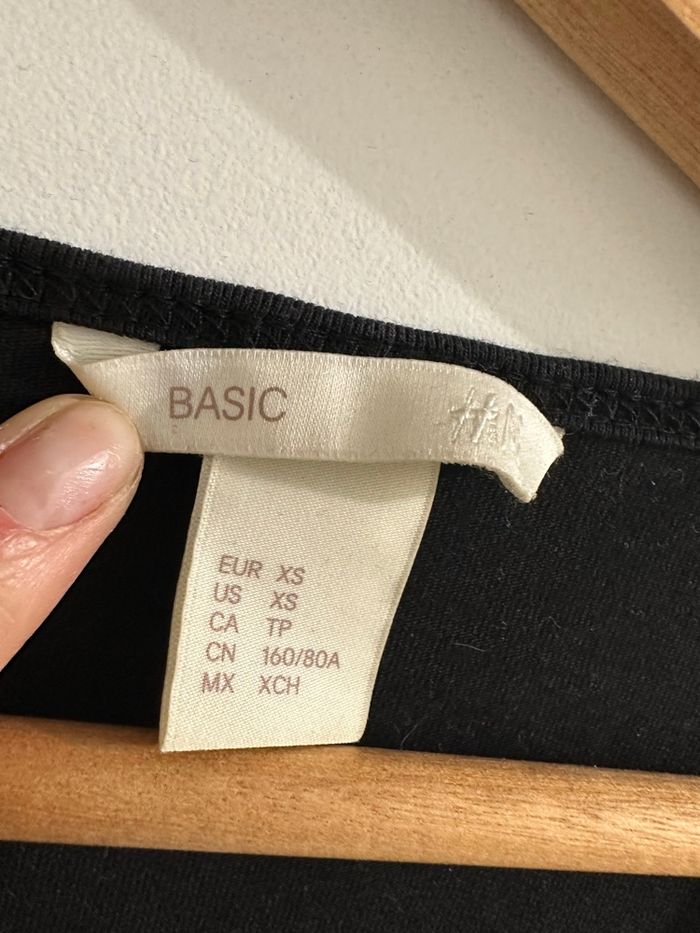 BASIC H&M
EUR XS
US XS
CA TP
CN 160/80A
MX XCH